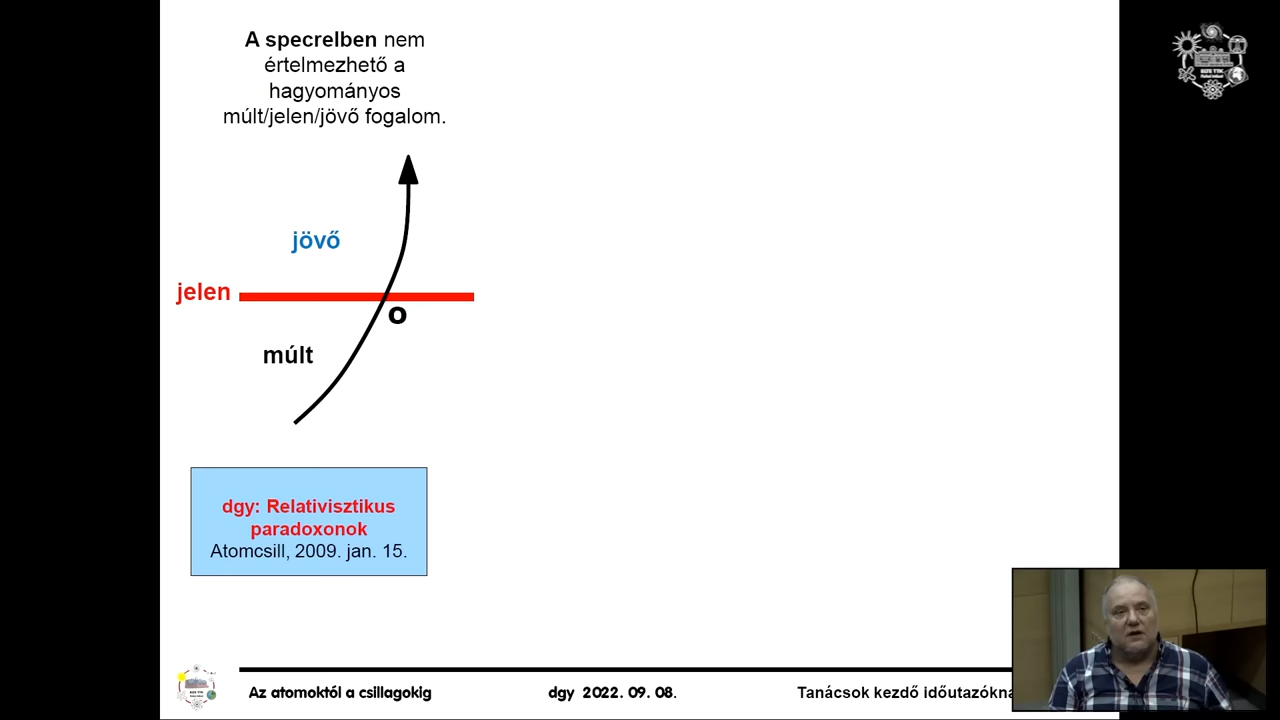 A specrelben nem
értelmezhető a
hagyományos
múlt/jelen/jövő fogalom.
jövő
jelen
O
múlt
dgy: Relativisztikus
paradoxonok
Atomcsill, 2009. jan. 15.
Az atomoktól a csillagokig
dgy 2022. 09. 08.
Tanácsok kezdő